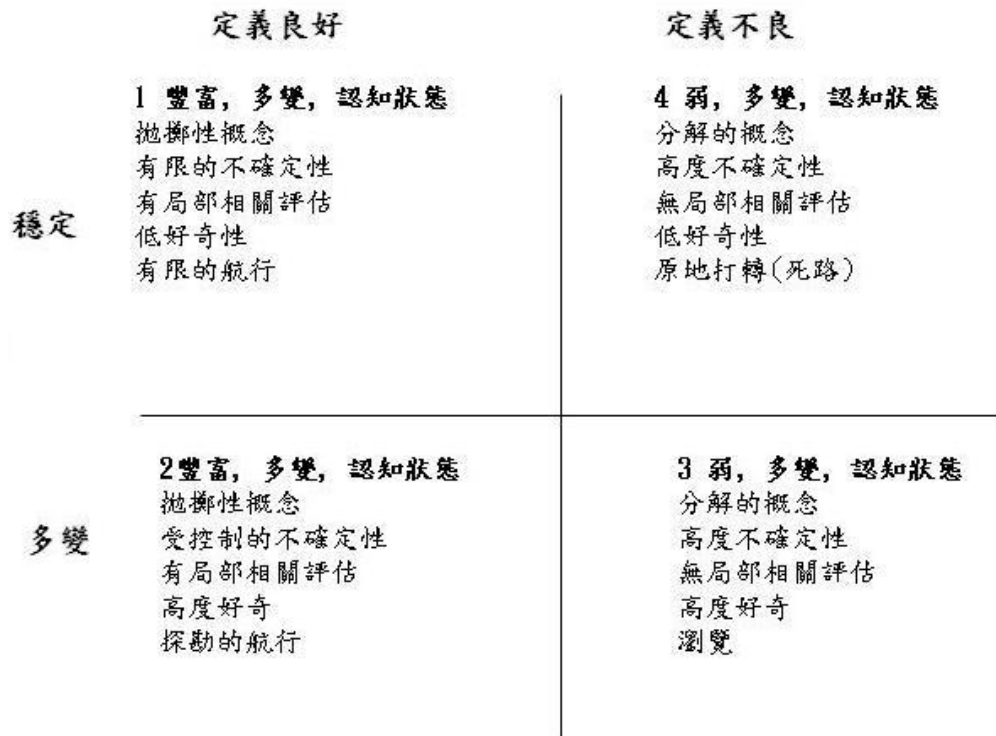 定義良好
定義不良
穩定
1 豐富, 多變, 認知狀態
拋擲性概念
有限的不確定性
有局部相關評估
低好奇性
有限的航行
4 弱, 多變, 認知狀態
分解的概念
高度不確定性
無局部相關評估
低好奇性
原地打轉(死路)
多變
2豐富, 多變, 認知狀態
拋擲性概念
受控制的不確定性
有局部相關評估
高度好奇
探勘的航行
3 弱, 多變, 認知狀態
分解的概念
高度不確定性
無局部相關評估
高度好奇
瀏覽